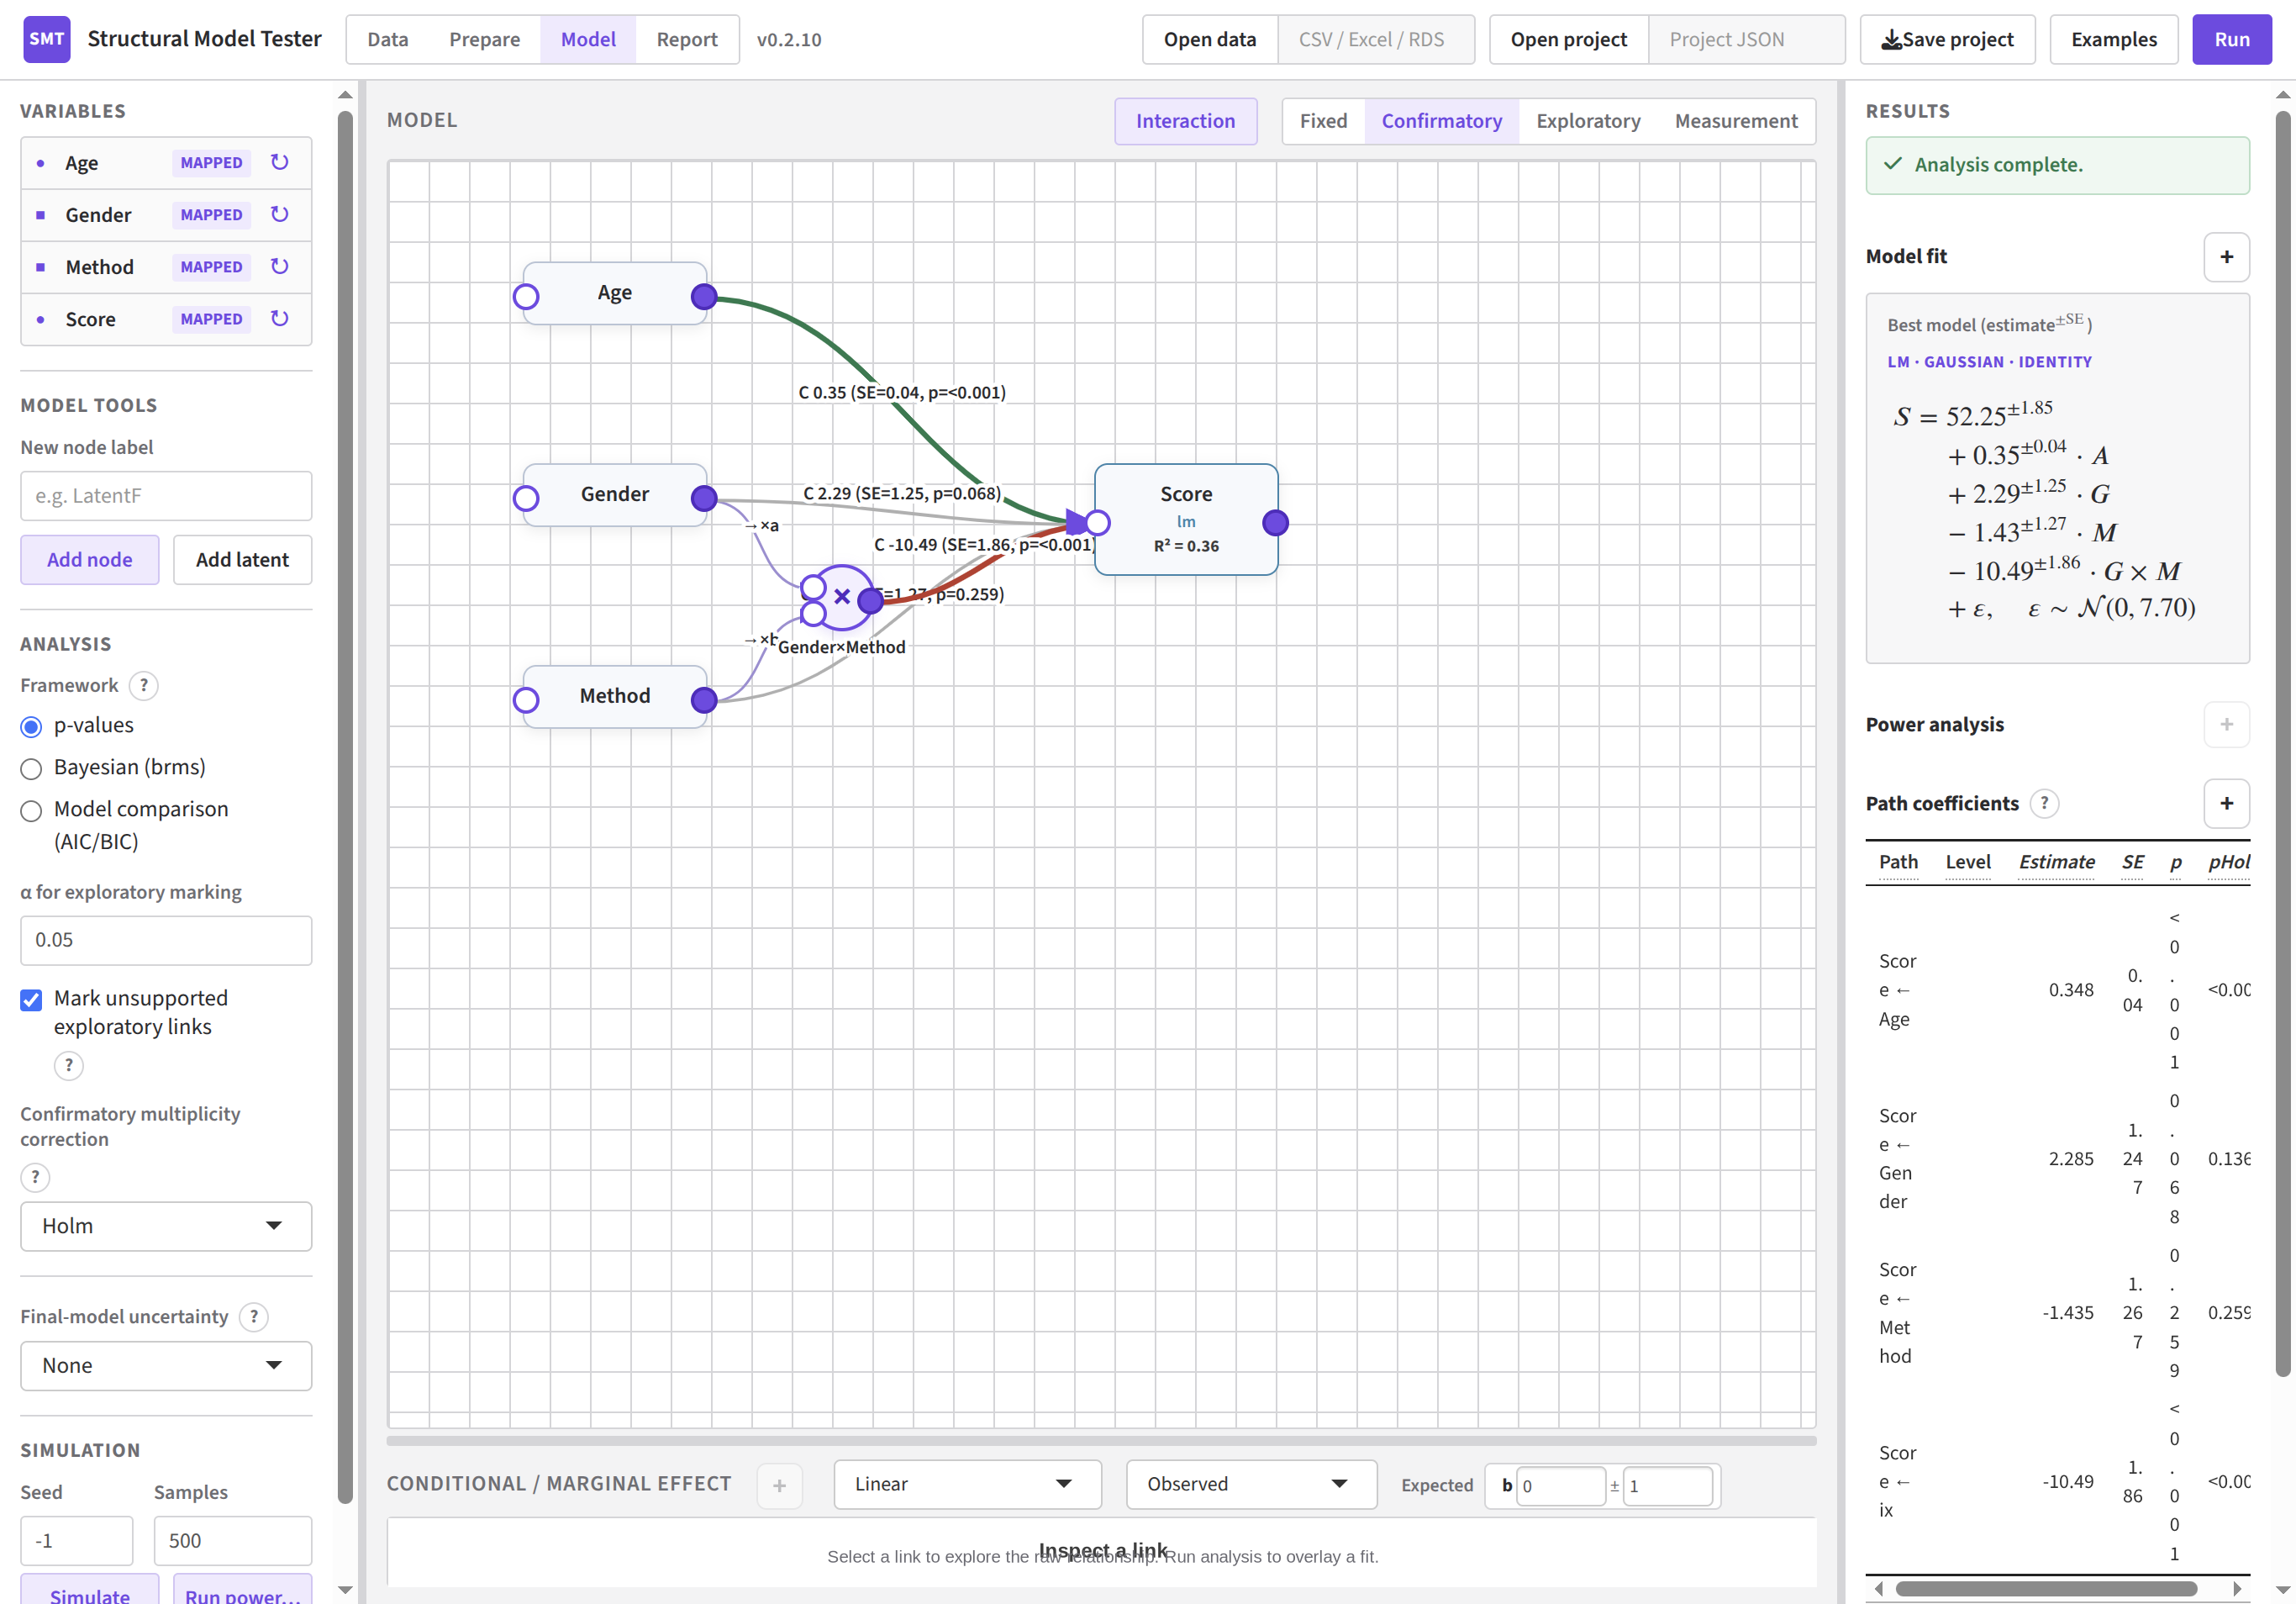 SMT
Structural Model Tester
Data
Prepare
Model
Report
v0.2.10
Open data
CSV / Excel / RDS
Open project
Project JSON
Save project
Examples
Run
VARIABLES
Age
MAPPED
Gender
MAPPED
Method
MAPPED
Score
MAPPED
MODEL TOOLS
New node label
e.g. LatentF
Add node
Add latent
ANALYSIS
Framework
?
p-values
Bayesian (brms)
Model comparison
(AIC/BIC)
α for exploratory marking
0.05
Mark unsupported
exploratory links
?
Confirmatory multiplicity
correction
?
Holm
Final-model uncertainty
?
None
SIMULATION
Seed
Samples
-1
500
Simulate
Run power...
MODEL
Interaction
Fixed
Confirmatory
Exploratory
Measurement
Age
C 0.35 (SE=0.04, p=<0.001)
Gender
C 2.29 (SE=1.25, p=0.068)
→×a
Score
lm
R² = 0.36
C -10.49 (SE=1.86, p=<0.001)
×
=1.27, p=0.259)
→×b
Gender×Method
Method
CONDITIONAL / MARGINAL EFFECT
+
Linear
Observed
Expected
b
0
±
1
Inspect a link
Select a link to explore the raw relationship. Run analysis to overlay a fit.
RESULTS
Analysis complete.
Model fit
+
Best model (estimate±SE)
LM · GAUSSIAN · IDENTITY
S = 52.25±1.85
+ 0.35±0.04 · A
+ 2.29±1.25 · G
− 1.43±1.27 · M
− 10.49±1.86 · G × M
+ ε, ε ~ N(0, 7.70)
Power analysis
+
Path coefficients
?
+
Path Level Estimate SE p pHol
Score ← Age 0.348 0.04 <0.001 <0.00
Score ← Gender 2.285 1.247 0.068 0.136
Score ← Method -1.435 1.267 0.259 0.259
Score ← ix -10.49 1.86 <0.001 <0.00